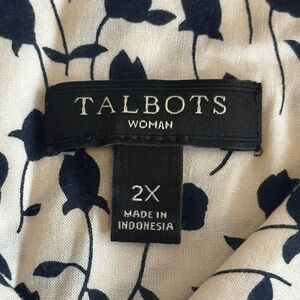 TALBOTS
WOMAN
2X
MADE IN
INDONESIA